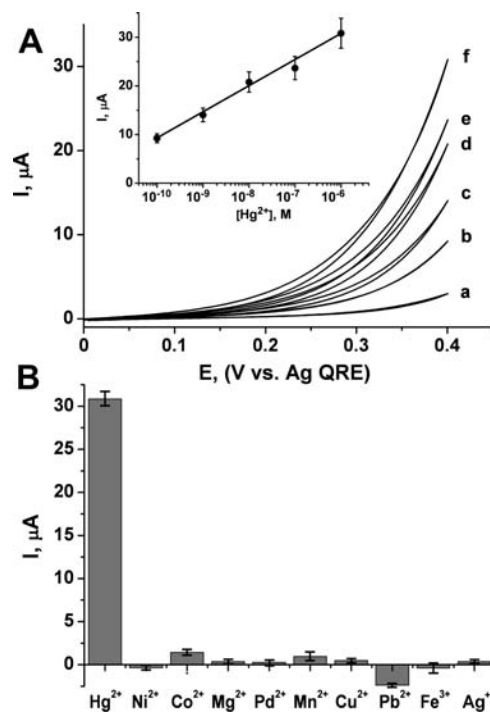 A
I, µA
30
20
10
0
0
0.1
0.2
0.3
0.4
E, (V vs. Ag QRE)
f
e
d
c
b
a
I, µA
30
20
10
0
10⁻¹⁰
10⁻⁹
10⁻⁸
10⁻⁷
10⁻⁶
[Hg²⁺], M
B
I, µA
30
25
20
15
10
5
0
Hg²⁺ Ni²⁺ Co²⁺ Mg²⁺ Pd²⁺ Mn²⁺ Cu²⁺ Pb²⁺ Fe³⁺ Ag⁺